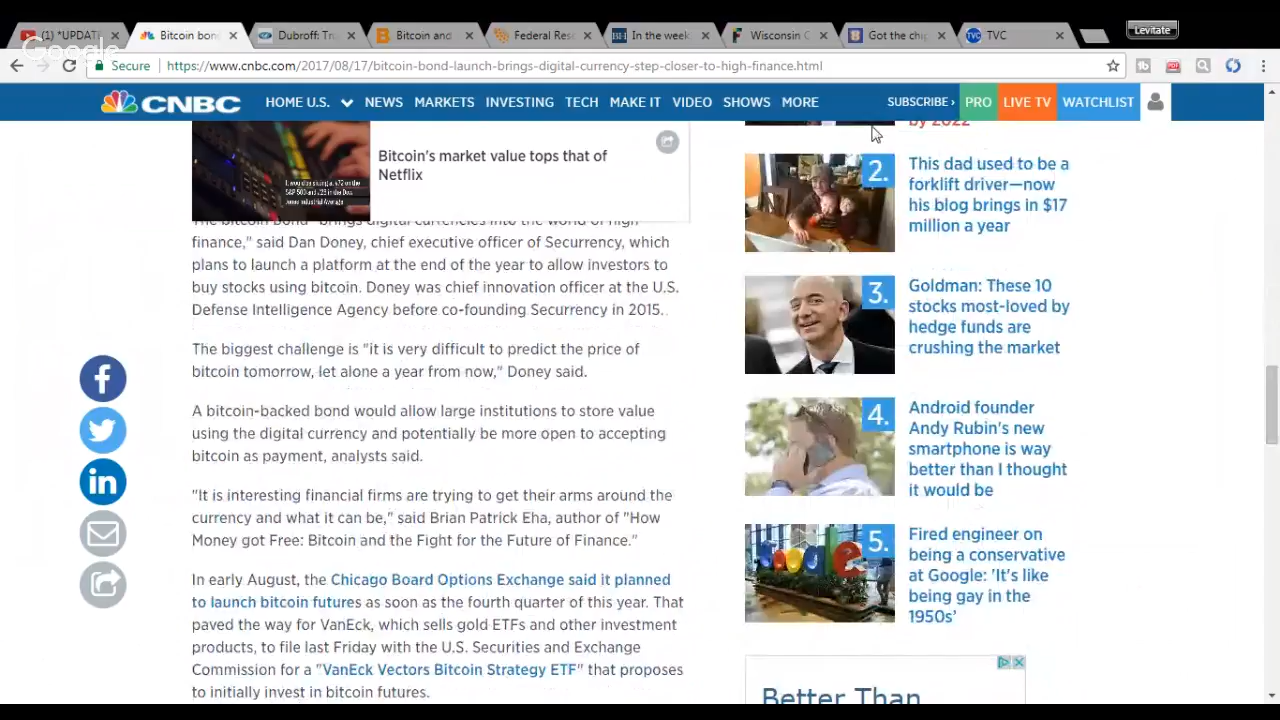 (1) *UPDAT
Bitcoin bon
Dubroff: Tru
Bitcoin and
Federal Res
In the week
Wisconsin G
Got the chip
TVC
Levitate
Google
Secure
https://www.cnbc.com/2017/08/17/bitcoin-bond-launch-brings-digital-currency-step-closer-to-high-finance.html
CNBC
HOME U.S.
NEWS
MARKETS
INVESTING
TECH
MAKE IT
VIDEO
SHOWS
MORE
SUBSCRIBE ›
PRO
LIVE TV
WATCHLIST
Bitcoin's market value tops that of
Netflix
The bitcoin bond "brings digital currencies into the world of high
finance," said Dan Doney, chief executive officer of Securrency, which
plans to launch a platform at the end of the year to allow investors to
buy stocks using bitcoin. Doney was chief innovation officer at the U.S.
Defense Intelligence Agency before co-founding Securrency in 2015.
The biggest challenge is "it is very difficult to predict the price of
bitcoin tomorrow, let alone a year from now," Doney said.
A bitcoin-backed bond would allow large institutions to store value
using the digital currency and potentially be more open to accepting
bitcoin as payment, analysts said.
"It is interesting financial firms are trying to get their arms around the
currency and what it can be," said Brian Patrick Eha, author of "How
Money got Free: Bitcoin and the Fight for the Future of Finance."
In early August, the Chicago Board Options Exchange said it planned
to launch bitcoin futures as soon as the fourth quarter of this year. That
paved the way for VanEck, which sells gold ETFs and other investment
products, to file last Friday with the U.S. Securities and Exchange
Commission for a "VanEck Vectors Bitcoin Strategy ETF" that proposes
to initially invest in bitcoin futures.
by 2022
2.
This dad used to be a
forklift driver—now
his blog brings in $17
million a year
3.
Goldman: These 10
stocks most-loved by
hedge funds are
crushing the market
4.
Android founder
Andy Rubin's new
smartphone is way
better than I thought
it would be
5.
Fired engineer on
being a conservative
at Google: 'It's like
being gay in the
1950s'
Better Than